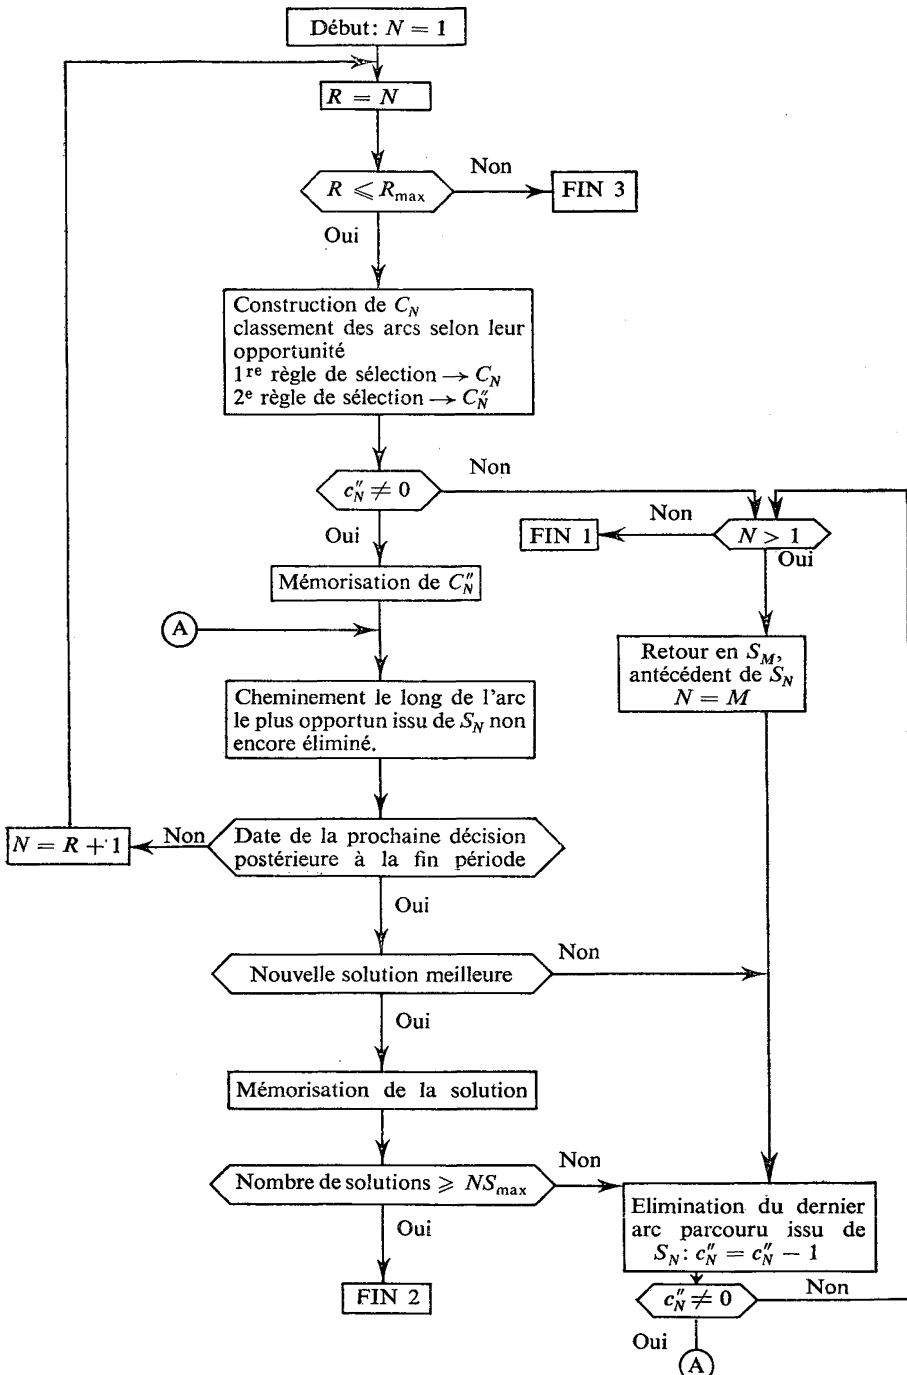 Début: N = 1
R = N
Non
R ⩽ Rmax
FIN 3
Oui
Construction de CN
classement des arcs selon leur
opportunité
1re règle de sélection → CN
2e règle de sélection → C″N
Non
c″N ≠ 0
Non
FIN 1
N > 1
Oui
Oui
Mémorisation de C″N
A
Retour en SM,
antécédent de SN
N = M
Cheminement le long de l'arc
le plus opportun issu de SN non
encore éliminé.
N = R + 1
Non
Date de la prochaine décision
postérieure à la fin période
Oui
Non
Nouvelle solution meilleure
Oui
Mémorisation de la solution
Non
Nombre de solutions ⩾ NSmax
Elimination du dernier
arc parcouru issu de
SN: c″N = c″N − 1
Oui
FIN 2
Non
c″N ≠ 0
Oui
A